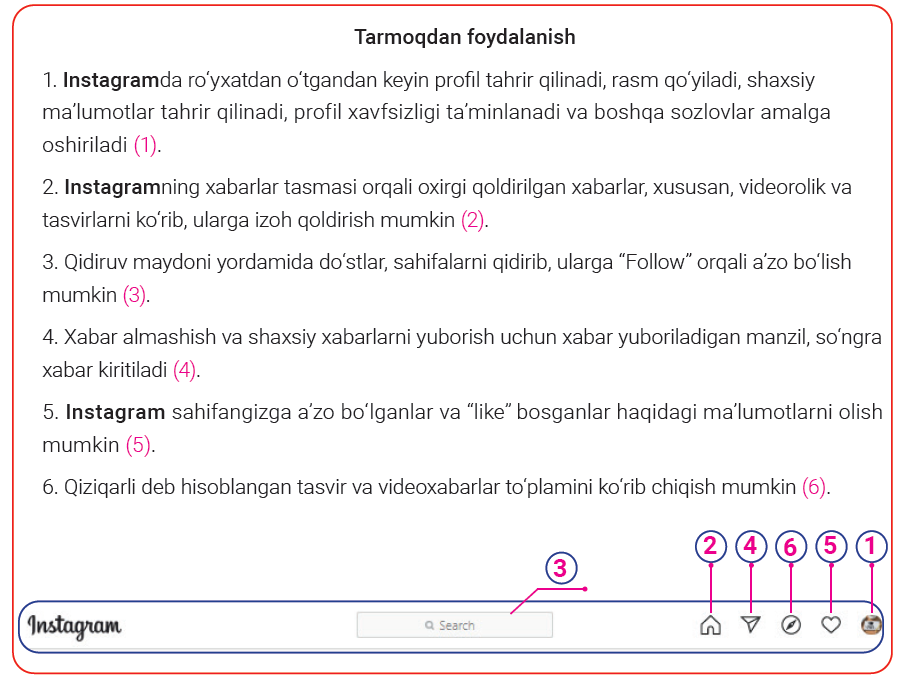 Tarmoqdan foydalanish
1. Instagramda ro‘yxatdan o‘tgandan keyin profil tahrir qilinadi, rasm qo‘yiladi, shaxsiy
ma’lumotlar tahrir qilinadi, profil xavfsizligi ta’minlanadi va boshqa sozlovlar amalga
oshiriladi (1).
2. Instagramning xabarlar tasmasi orqali oxirgi qoldirilgan xabarlar, xususan, videorolik va
tasvirlarni ko‘rib, ularga izoh qoldirish mumkin (2).
3. Qidiruv maydoni yordamida do‘stlar, sahifalarni qidirib, ularga “Follow” orqali a’zo bo‘lish
mumkin (3).
4. Xabar almashish va shaxsiy xabarlarni yuborish uchun xabar yuboriladigan manzil, so‘ngra
xabar kiritiladi (4).
5. Instagram sahifangizga a’zo bo‘lganlar va “like” bosganlar haqidagi ma’lumotlarni olish
mumkin (5).
6. Qiziqarli deb hisoblangan tasvir va videoxabarlar to‘plamini ko‘rib chiqish mumkin (6).
3 2 4 6 5 1
Instagram Search